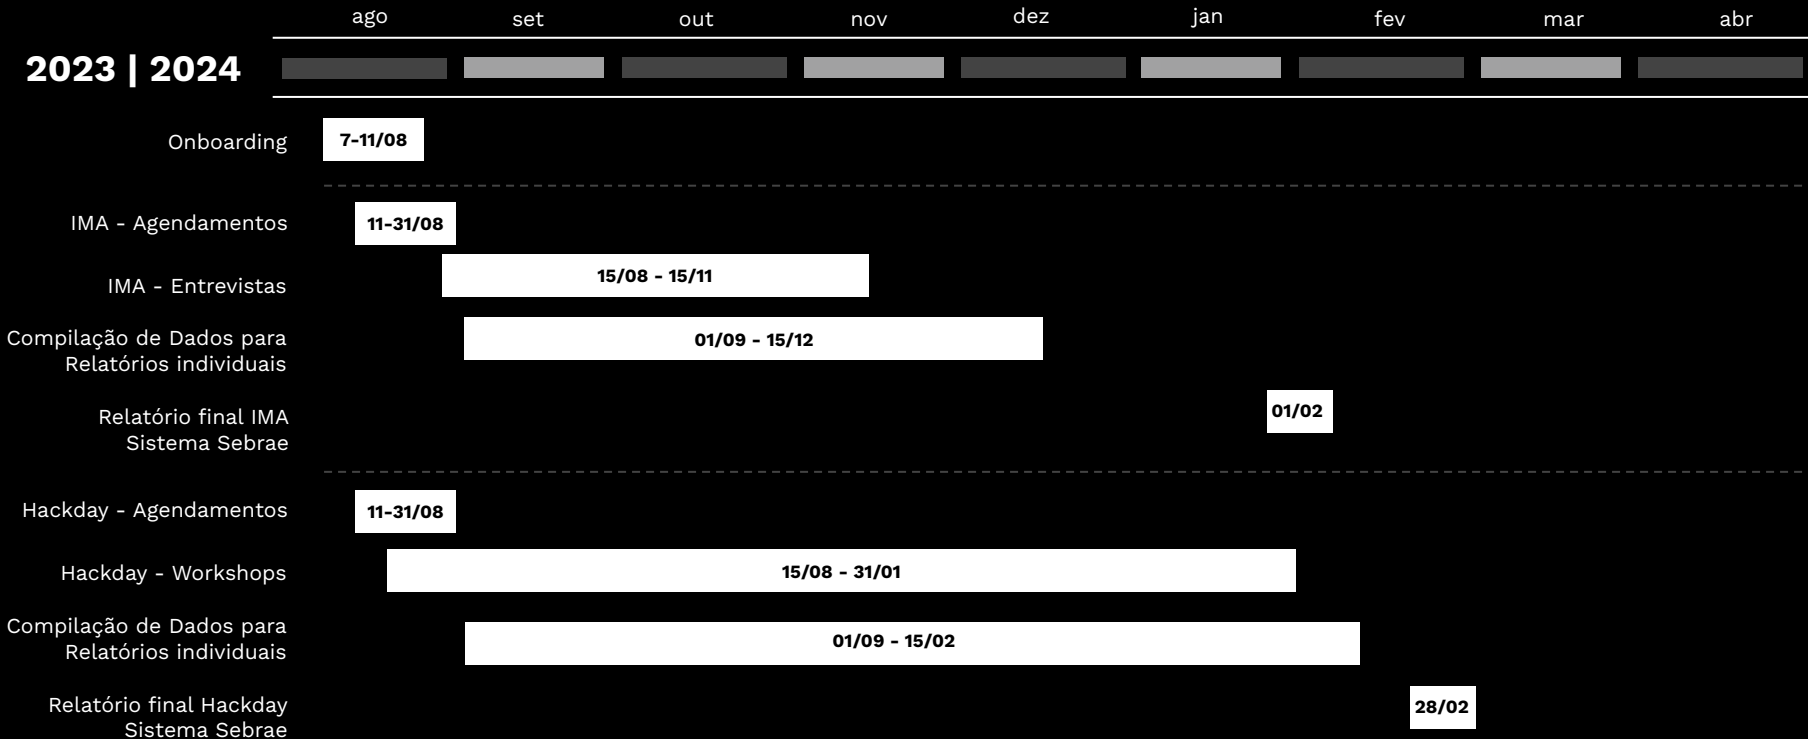 ago set out nov dez jan fev mar abr
2023 | 2024
Onboarding 7-11/08
IMA - Agendamentos 11-31/08
IMA - Entrevistas 15/08 - 15/11
Compilação de Dados para
Relatórios individuais
01/09 - 15/12
Relatório final IMA
Sistema Sebrae
01/02
Hackday - Agendamentos 11-31/08
Hackday - Workshops 15/08 - 31/01
Compilação de Dados para
Relatórios individuais
01/09 - 15/02
Relatório final Hackday
Sistema Sebrae
28/02